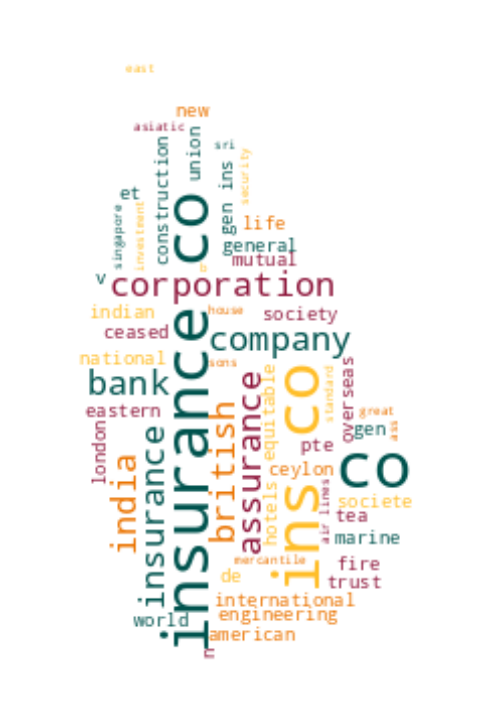 east
new
asiatic
construction
union
sri
gen ins
security
et
singapore
investment
life
general
mutual
v
corporation
insurance co
indian
house
society
ceased
company
national
sons
bank
assurance
equitable
ins co
standard
overseas
eastern
british
great
gen
ass
london
india
insurance
pte
ceylon
co
hotels
air lines
societe
tea
marine
mercantile
fire
de
trust
international
world
engineering
american